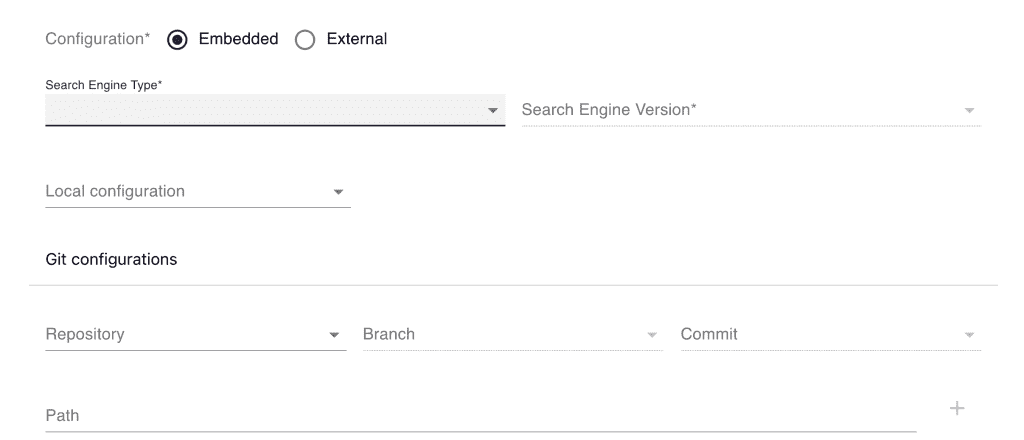 Configuration* Embedded External
Search Engine Type*
Search Engine Version*
Local configuration
Git configurations
Repository Branch Commit
Path